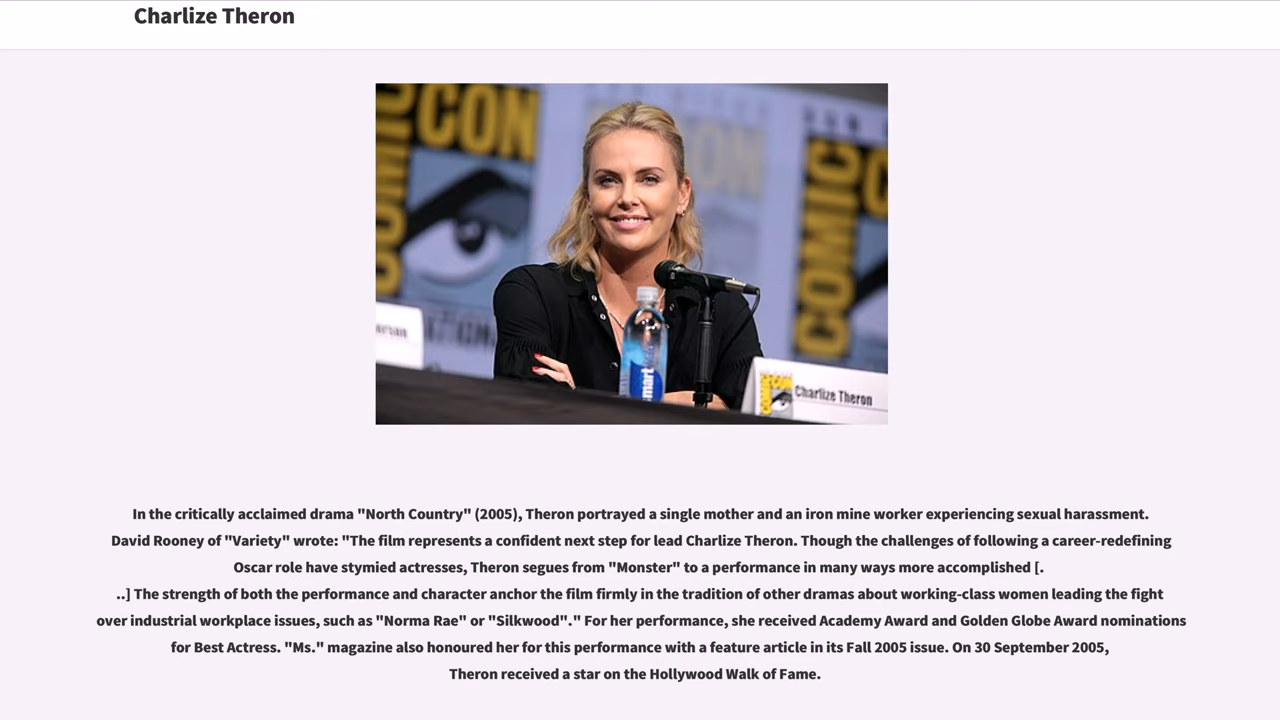 Charlize Theron
COMIC CON
CON
COMIC
smart
COMIC CON
Charlize Theron
In the critically acclaimed drama "North Country" (2005), Theron portrayed a single mother and an iron mine worker experiencing sexual harassment.
David Rooney of "Variety" wrote: "The film represents a confident next step for lead Charlize Theron. Though the challenges of following a career-redefining
Oscar role have stymied actresses, Theron segues from "Monster" to a performance in many ways more accomplished [.
..] The strength of both the performance and character anchor the film firmly in the tradition of other dramas about working-class women leading the fight
over industrial workplace issues, such as "Norma Rae" or "Silkwood"." For her performance, she received Academy Award and Golden Globe Award nominations
for Best Actress. "Ms." magazine also honoured her for this performance with a feature article in its Fall 2005 issue. On 30 September 2005,
Theron received a star on the Hollywood Walk of Fame.